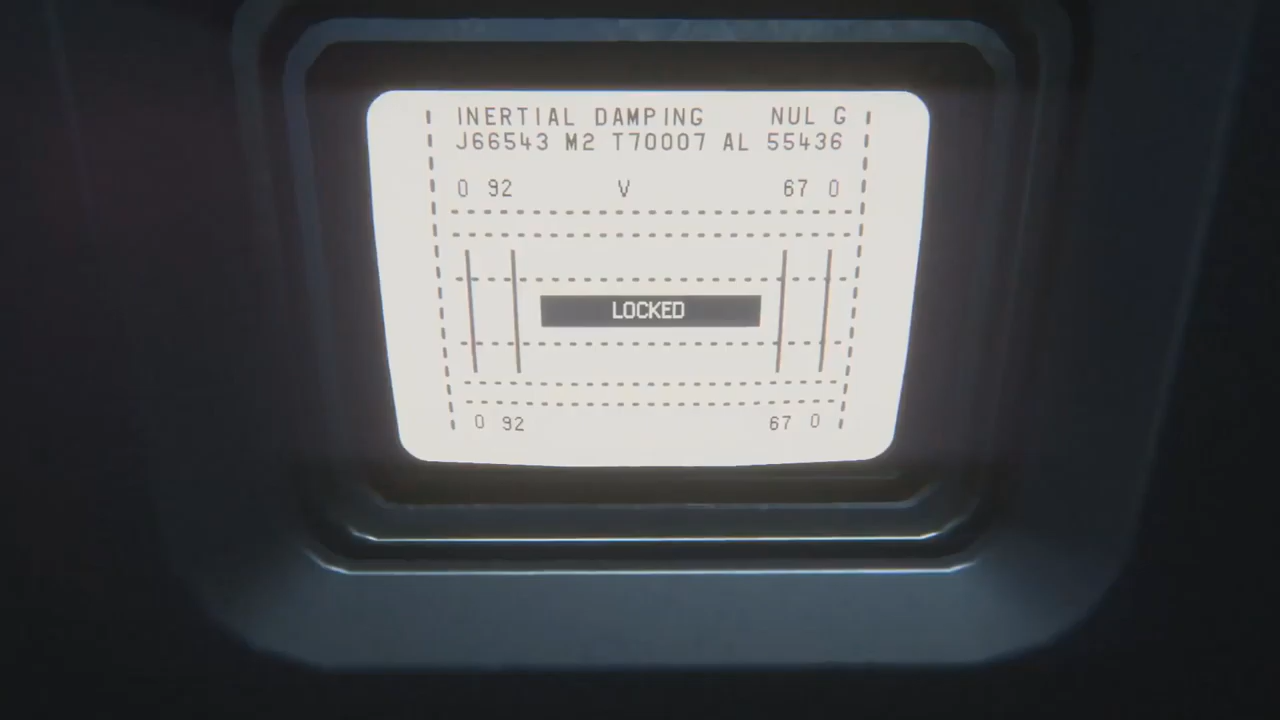 INERTIAL DAMPING NUL G
J66543 M2 T70007 AL 55436
0 92 V 67 0
LOCKED
0 92 67 0